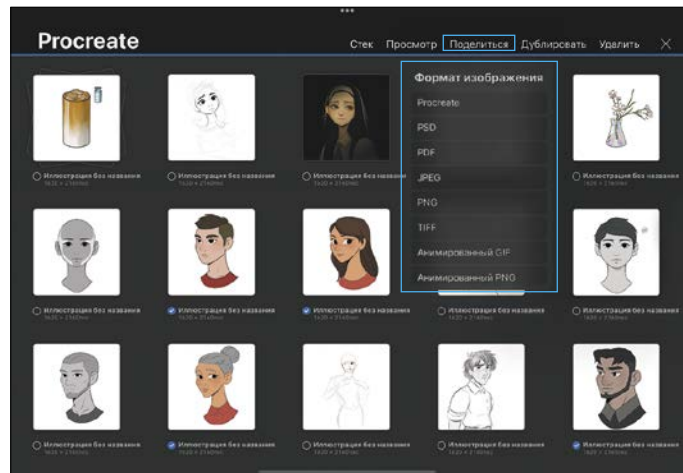 Procreate
Стек Просмотр Поделиться Дублировать Удалить
Формат изображения
Procreate
PSD
PDF
JPEG
PNG
TIFF
Анимированный GIF
Анимированный PNG
Иллюстрация без названия
Иллюстрация без названия
Иллюстрация без названия
Иллюстрация без названия
Иллюстрация без названия
Иллюстрация без названия
Иллюстрация без названия
Иллюстрация без названия
Иллюстрация без названия
Иллюстрация без названия
Иллюстрация без названия
Иллюстрация без названия
Иллюстрация без названия
Иллюстрация без названия